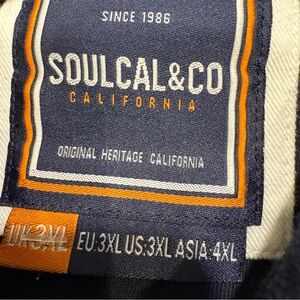 SINCE 1986
SOULCAL&CO
CALIFORNIA
ORIGINAL HERITAGE CALIFORNIA
UK:3XL EU:3XL US:3XL ASIA:4XL